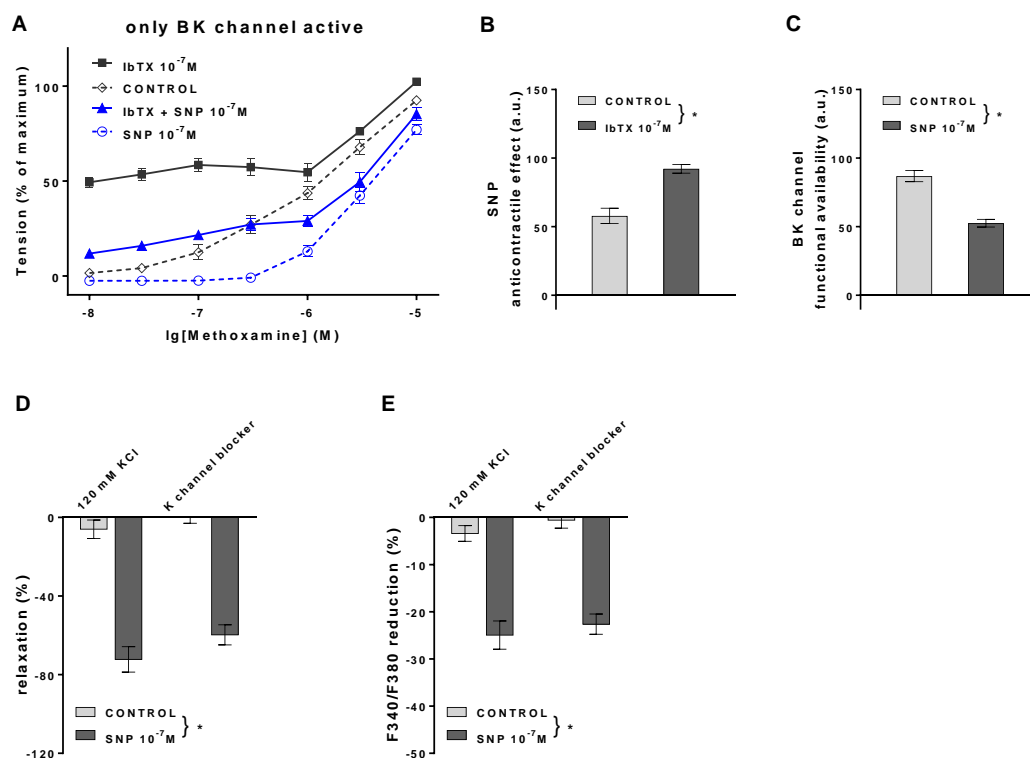 A
only BK channel active
IbTX 10⁻⁷M
CONTROL
IbTX + SNP 10⁻⁷M
SNP 10⁻⁷M
Tension (% of maximum)
100
50
0
-8
-7
-6
-5
lg[Methoxamine] (M)
B
SNP
anticontractile effect (a.u.)
150
100
50
0
CONTROL
IbTX 10⁻⁷M
} *
C
BK channel
functional availability (a.u.)
150
100
50
0
CONTROL
SNP 10⁻⁷M
} *
D
120 mM KCl
K channel blocker
relaxation (%)
0
-40
-80
-120
CONTROL
SNP 10⁻⁷M
} *
E
120 mM KCl
K channel blocker
F340/F380 reduction (%)
0
-10
-20
-30
-40
-50
CONTROL
SNP 10⁻⁷M
} *